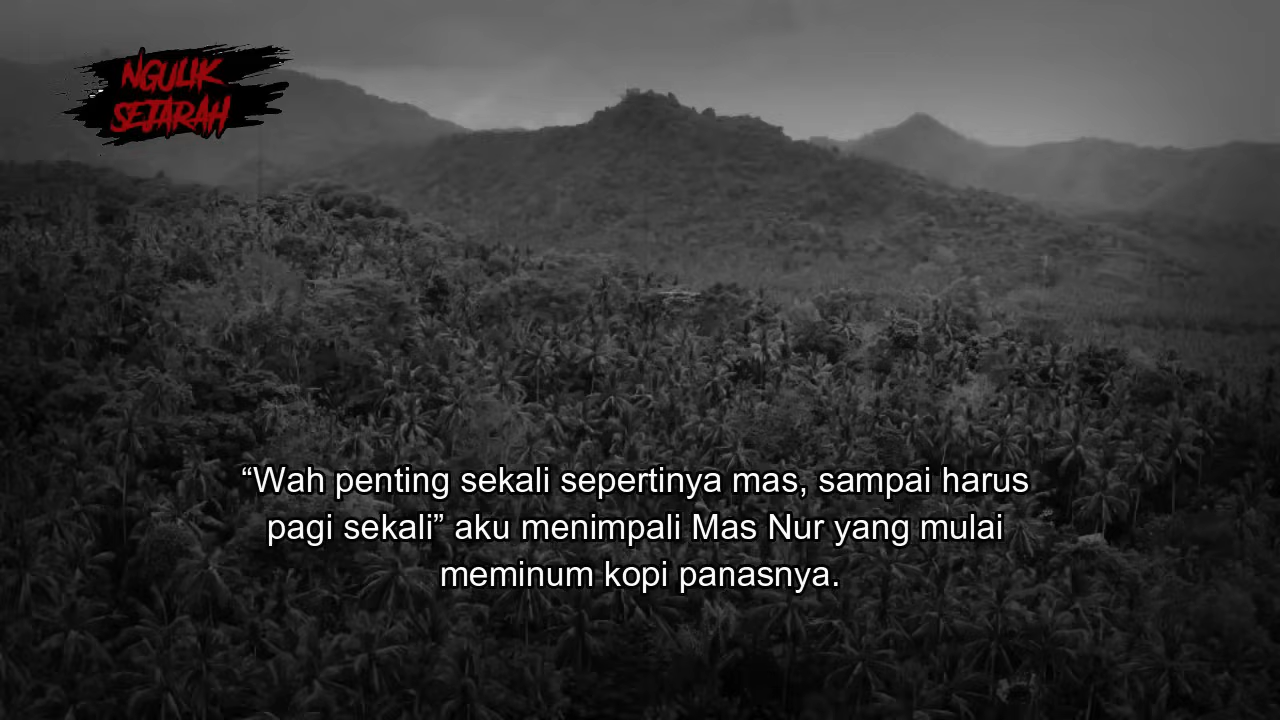 NGULIK
SEJARAH
“Wah penting sekali sepertinya mas, sampai harus
pagi sekali” aku menimpali Mas Nur yang mulai
meminum kopi panasnya.